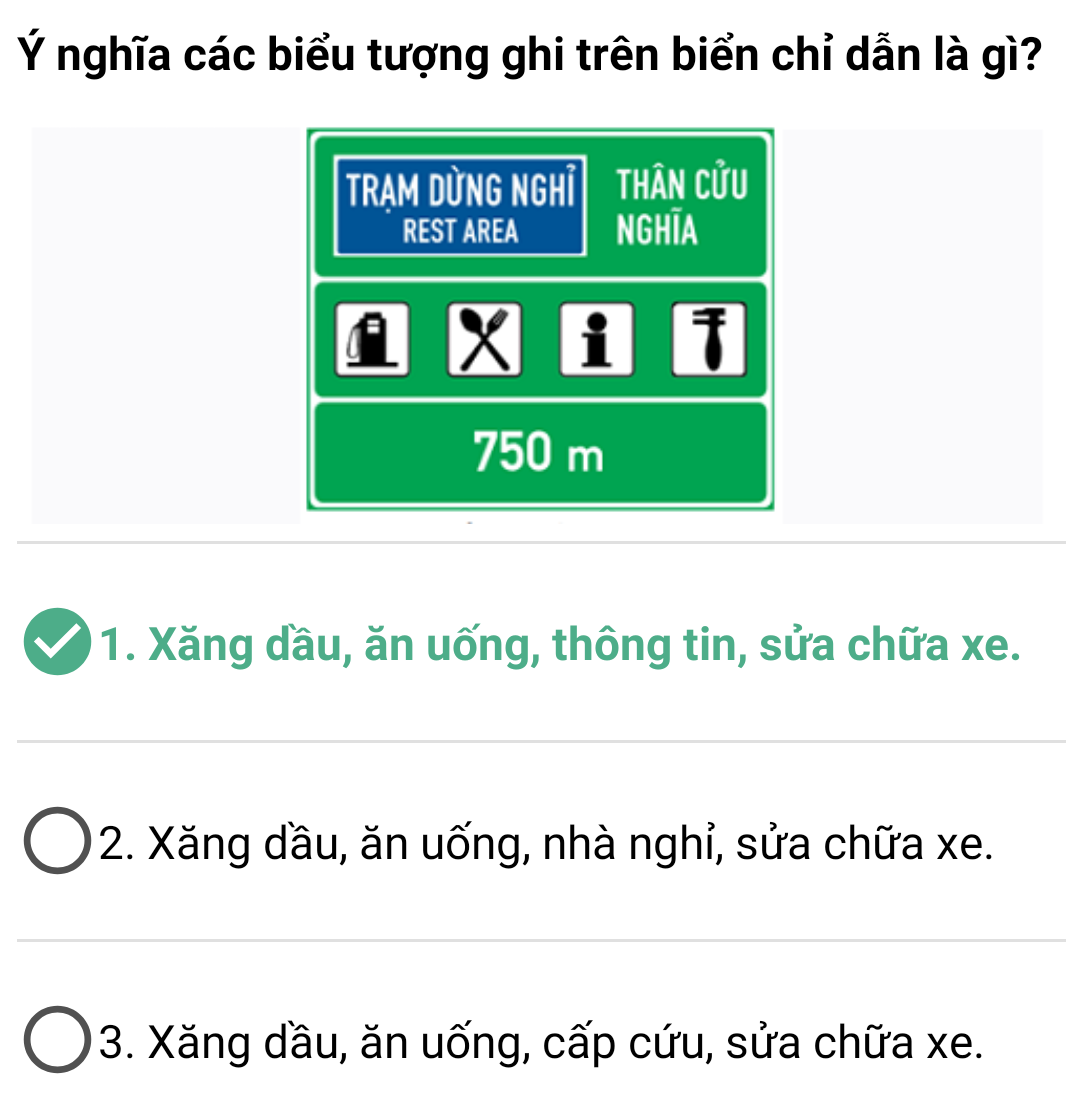 Ý nghĩa các biểu tượng ghi trên biển chỉ dẫn là gì?
TRẠM DỪNG NGHỈ
REST AREA
THÂN CỬU
NGHĨA
750 m
1. Xăng dầu, ăn uống, thông tin, sửa chữa xe.
2. Xăng dầu, ăn uống, nhà nghỉ, sửa chữa xe.
3. Xăng dầu, ăn uống, cấp cứu, sửa chữa xe.